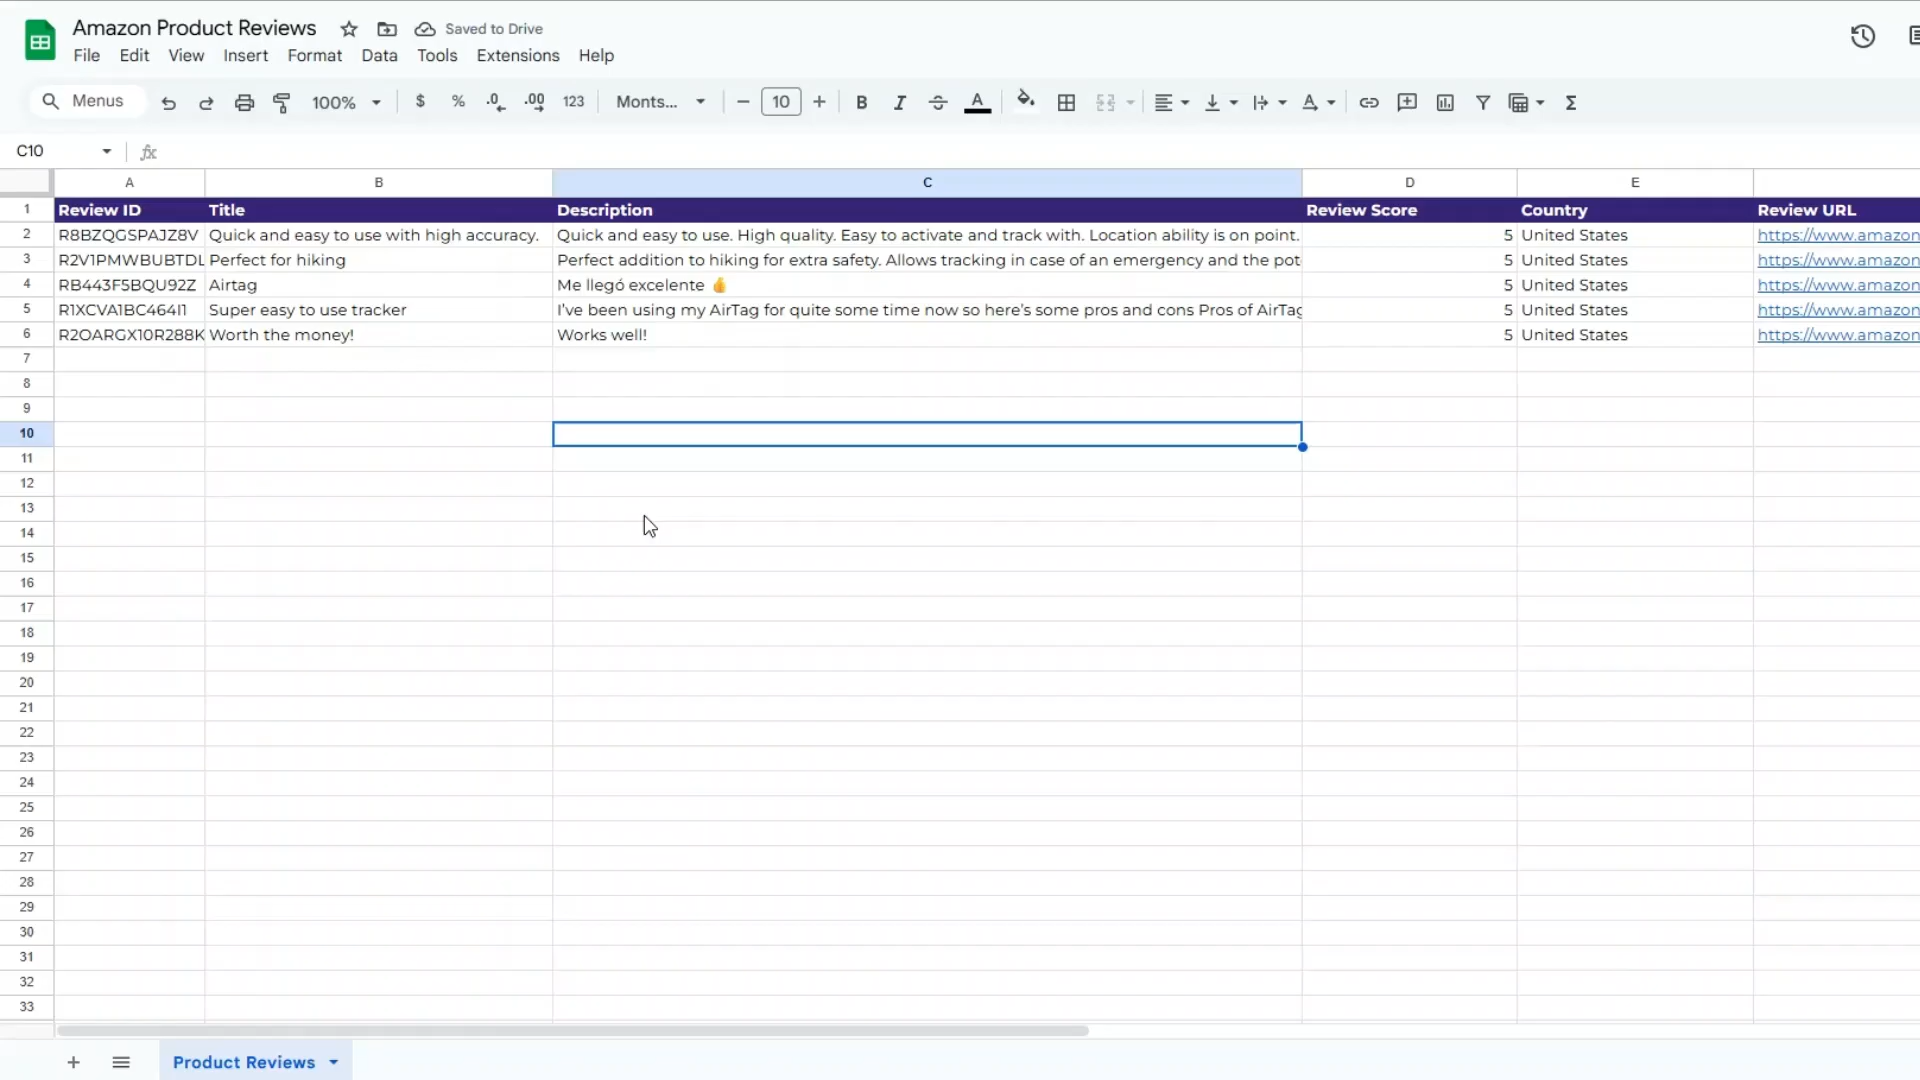 Amazon Product Reviews Saved to Drive
File Edit View Insert Format Data Tools Extensions Help
Menus 100% $ % .0 .00 123 Monts... − 10 + B I S A Σ
C10 fx
A B C D E
1 Review ID Title Description Review Score Country Review URL
2 R8BZQGSPAJZ8V Quick and easy to use with high accuracy. Quick and easy to use. High quality. Easy to activate and track with. Location ability is on point. 5 United States https://www.amazon
3 R2V1PMWBUBTDL Perfect for hiking Perfect addition to hiking for extra safety. Allows tracking in case of an emergency and the pot 5 United States https://www.amazon
4 RB443F5BQU92Z Airtag Me llegó excelente 👍 5 United States https://www.amazon
5 R1XCVA1BC464I1 Super easy to use tracker I've been using my AirTag for quite some time now so here's some pros and cons Pros of AirTag 5 United States https://www.amazon
6 R2OARGX10R288K Worth the money! Works well! 5 United States https://www.amazon
7
8
9
10
11
12
13
14
15
16
17
18
19
20
21
22
23
24
25
26
27
28
29
30
31
32
33
+ Product Reviews